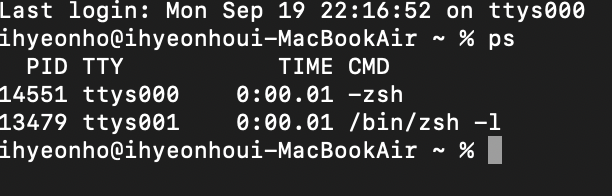 Last login: Mon Sep 19 22:16:52 on ttys000
ihyeonho@ihyeonhoui-MacBookAir ~ % ps
  PID TTY           TIME CMD
14551 ttys000    0:00.01 -zsh
13479 ttys001    0:00.01 /bin/zsh -l
ihyeonho@ihyeonhoui-MacBookAir ~ %